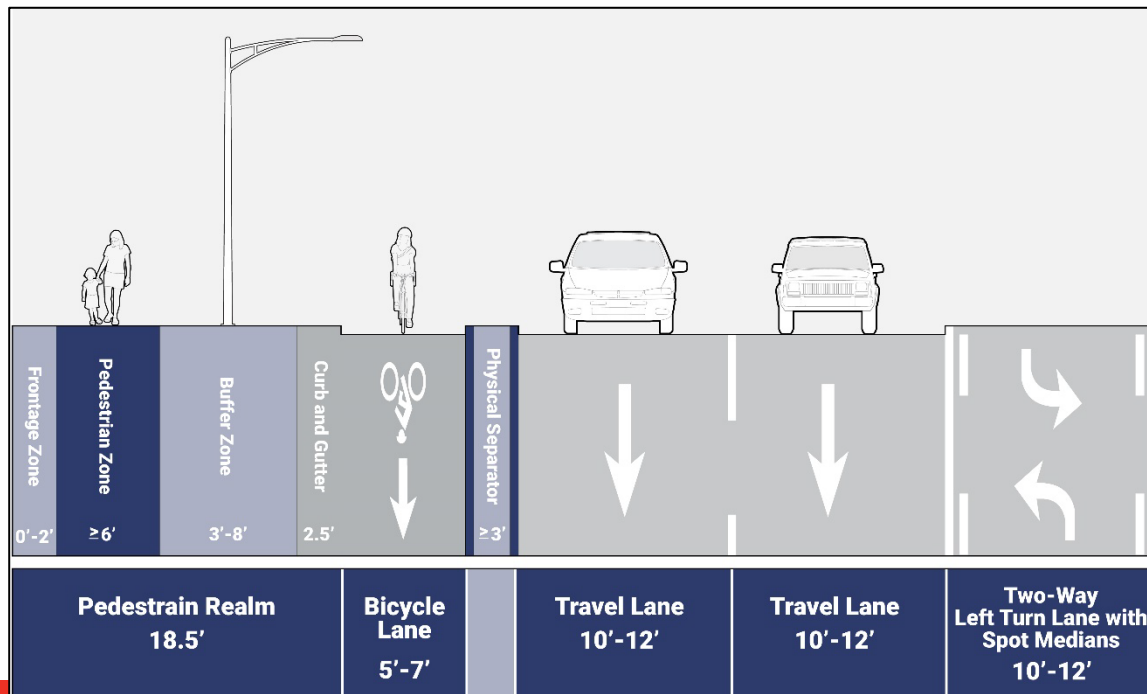 Frontage Zone
0'-2'
Pedestrian Zone
≥6'
Buffer Zone
3'-8'
Curb and Gutter
2.5'
Physical Separator
≥3'
Pedestrain Realm
18.5'
Bicycle
Lane
5'-7'
Travel Lane
10'-12'
Travel Lane
10'-12'
Two-Way
Left Turn Lane with
Spot Medians
10'-12'